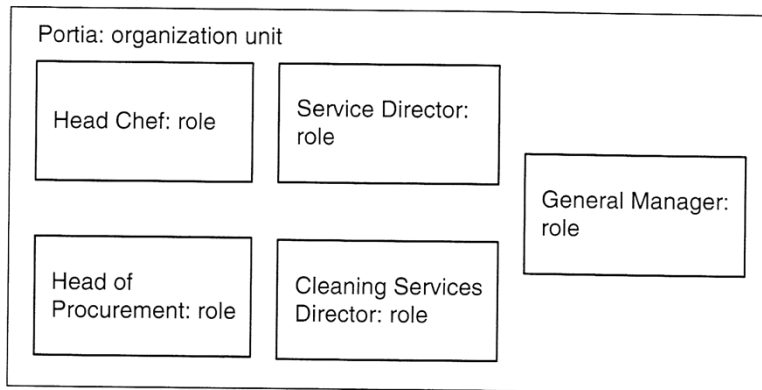 Portia: organization unit
Head Chef: role
Service Director:
role
General Manager:
role
Head of
Procurement: role
Cleaning Services
Director: role